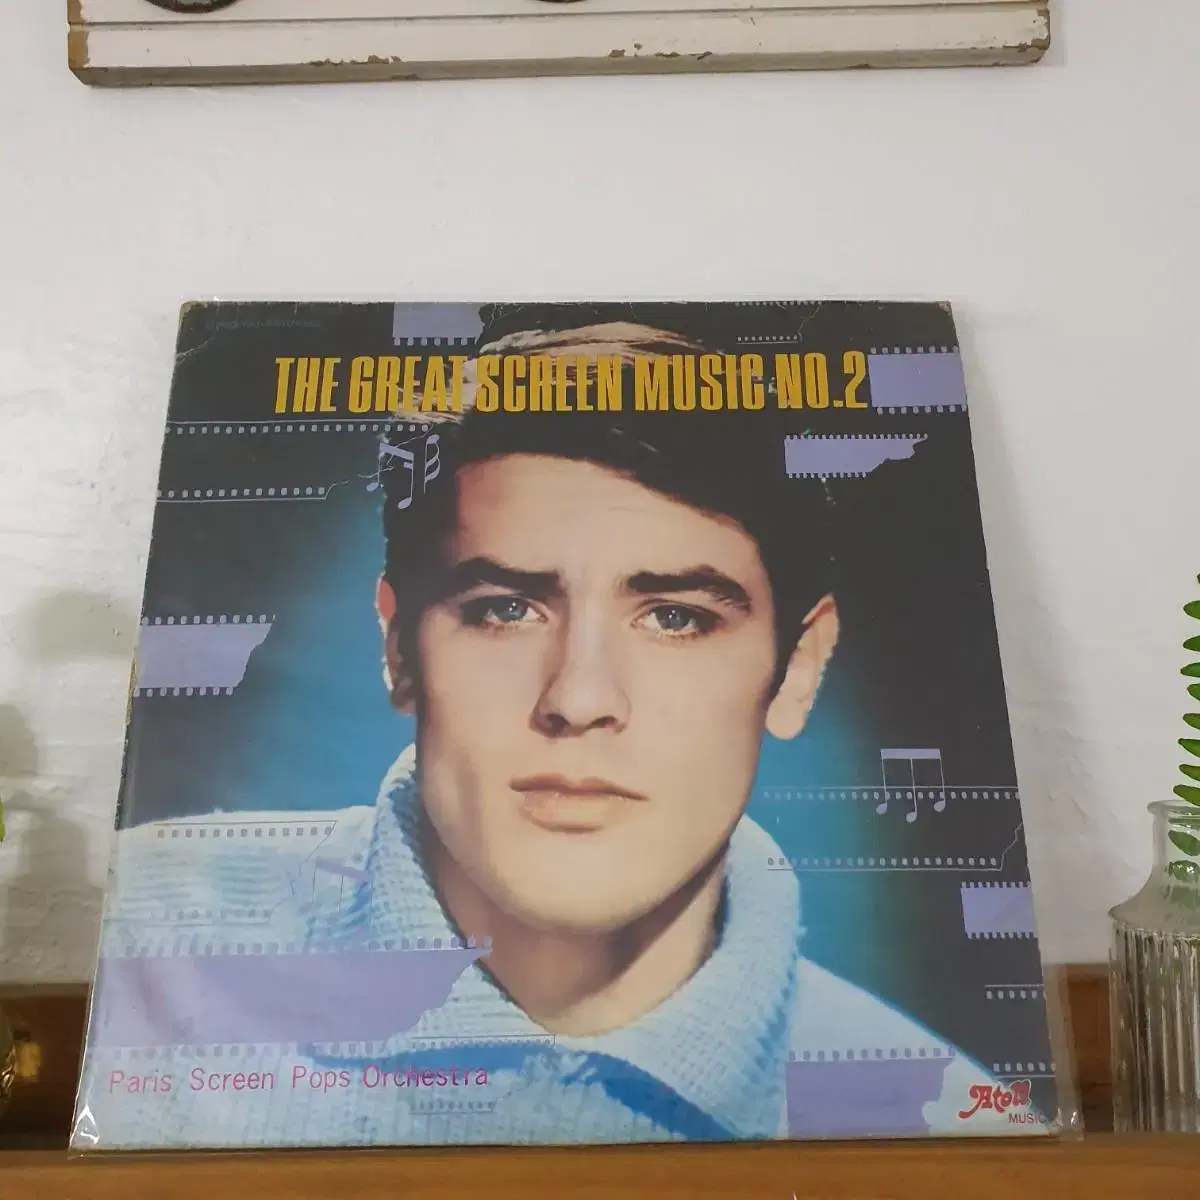 THE GREAT SCREEN MUSIC NO.2
Paris Screen Pops Orchestra
Atoll
MUSIC